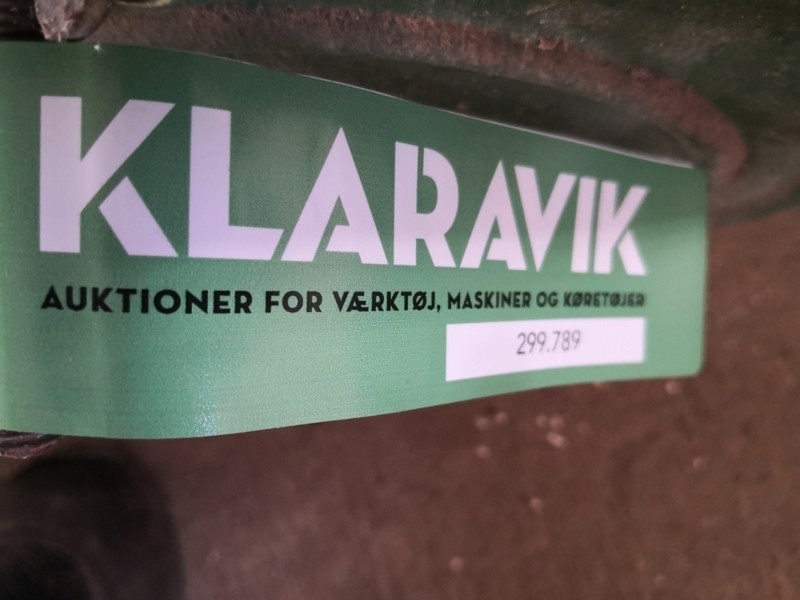 KLARAVIK
AUKTIONER FOR VÆRKTØJ, MASKINER OG KØRETØJER
299.789